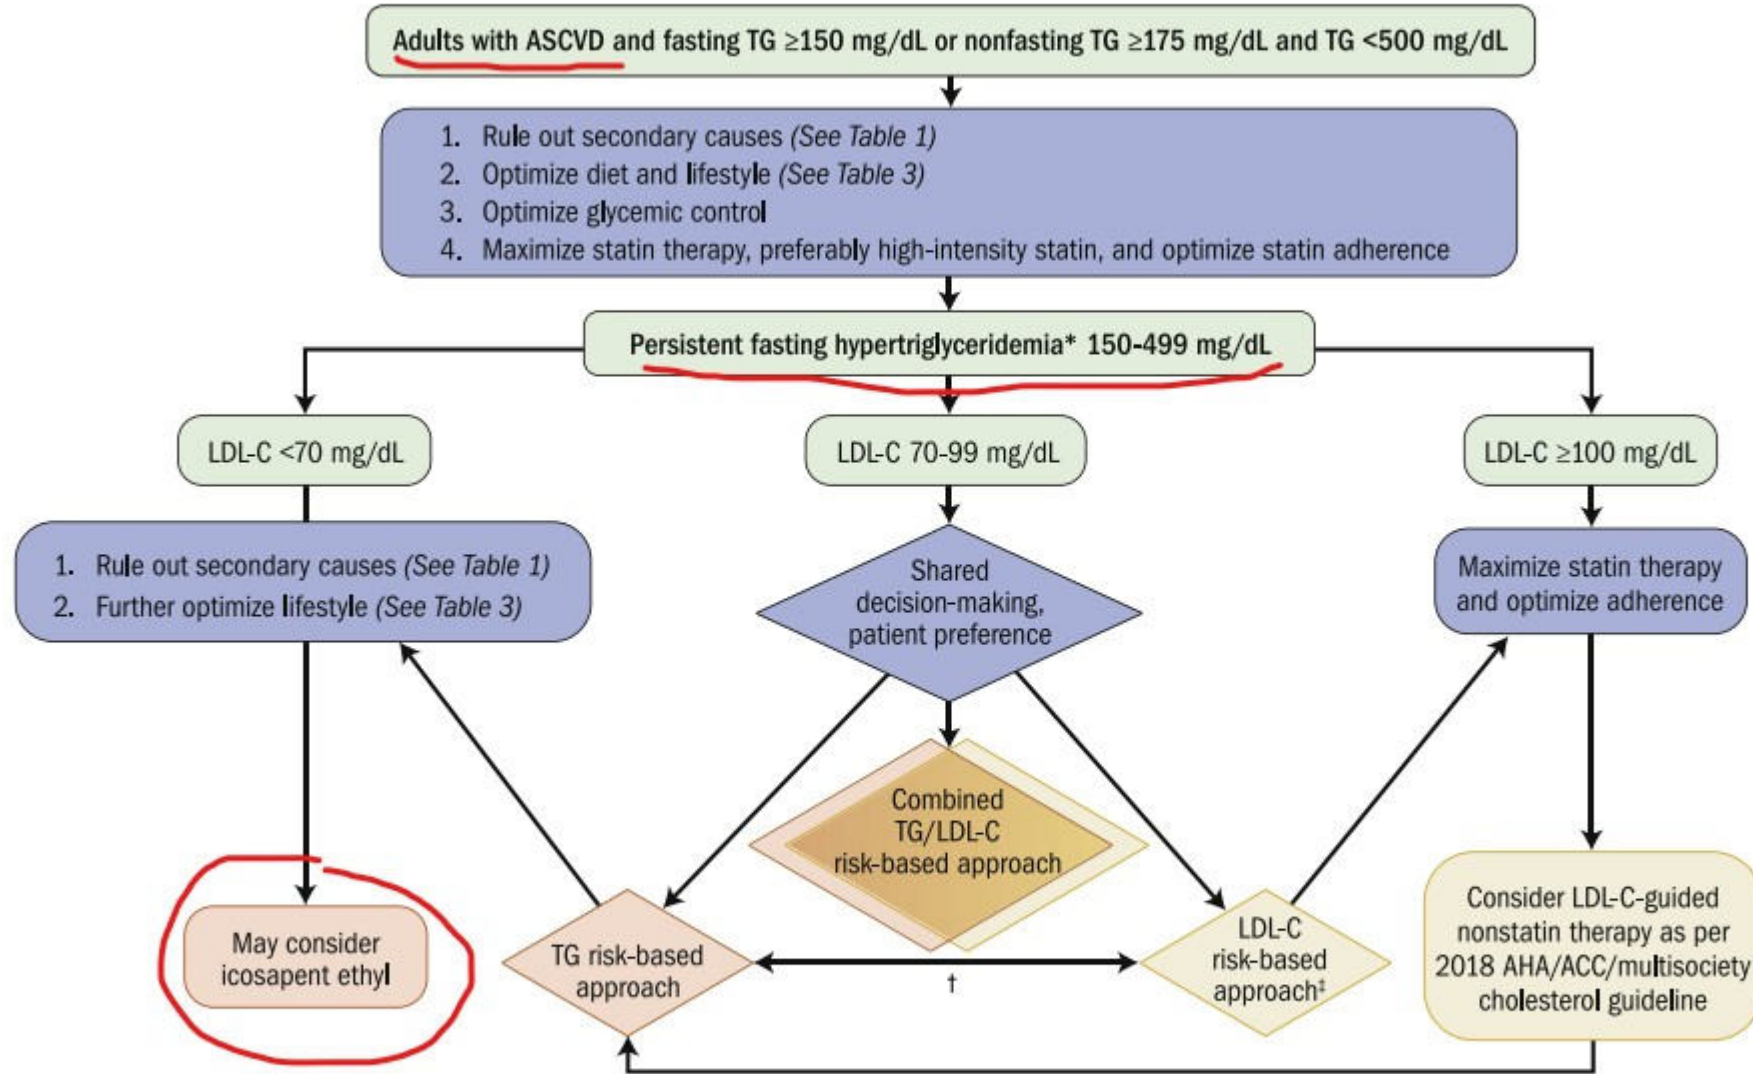 Adults with ASCVD and fasting TG ≥150 mg/dL or nonfasting TG ≥175 mg/dL and TG <500 mg/dL
1. Rule out secondary causes (See Table 1)
2. Optimize diet and lifestyle (See Table 3)
3. Optimize glycemic control
4. Maximize statin therapy, preferably high-intensity statin, and optimize statin adherence
Persistent fasting hypertriglyceridemia* 150-499 mg/dL
LDL-C <70 mg/dL
LDL-C 70-99 mg/dL
LDL-C ≥100 mg/dL
1. Rule out secondary causes (See Table 1)
2. Further optimize lifestyle (See Table 3)
Shared
decision-making,
patient preference
Maximize statin therapy
and optimize adherence
Combined
TG/LDL-C
risk-based approach
May consider
icosapent ethyl
TG risk-based
approach
†
LDL-C
risk-based
approach‡
Consider LDL-C-guided
nonstatin therapy as per
2018 AHA/ACC/multisociety
cholesterol guideline